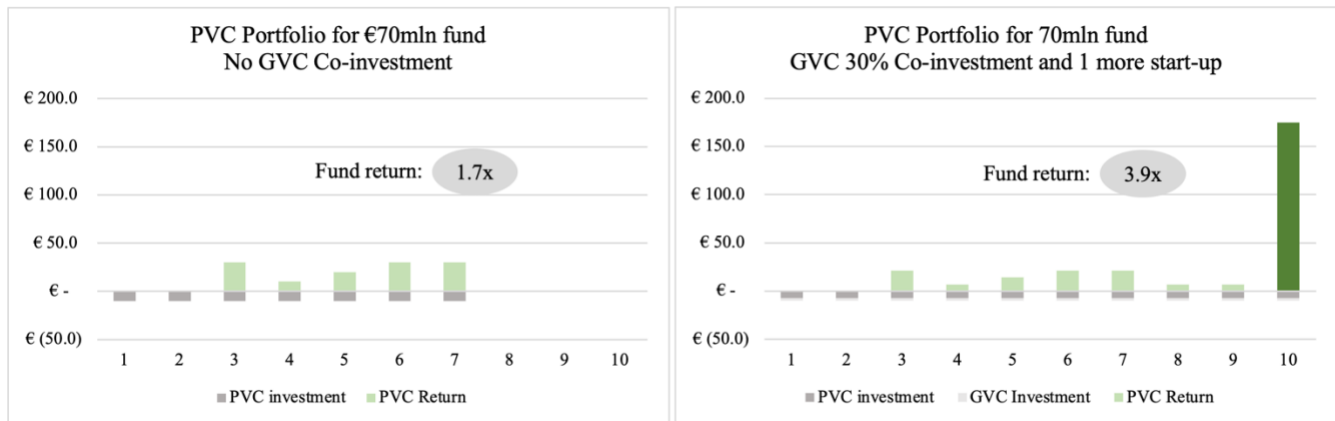 PVC Portfolio for €70mln fund
No GVC Co-investment
€ 200.0
€ 150.0
Fund return: 1.7x
€ 100.0
€ 50.0
€ -
€ (50.0)
1 2 3 4 5 6 7 8 9 10
PVC investment PVC Return
PVC Portfolio for 70mln fund
GVC 30% Co-investment and 1 more start-up
€ 200.0
€ 150.0
Fund return: 3.9x
€ 100.0
€ 50.0
€ -
€ (50.0)
1 2 3 4 5 6 7 8 9 10
PVC investment GVC Investment PVC Return